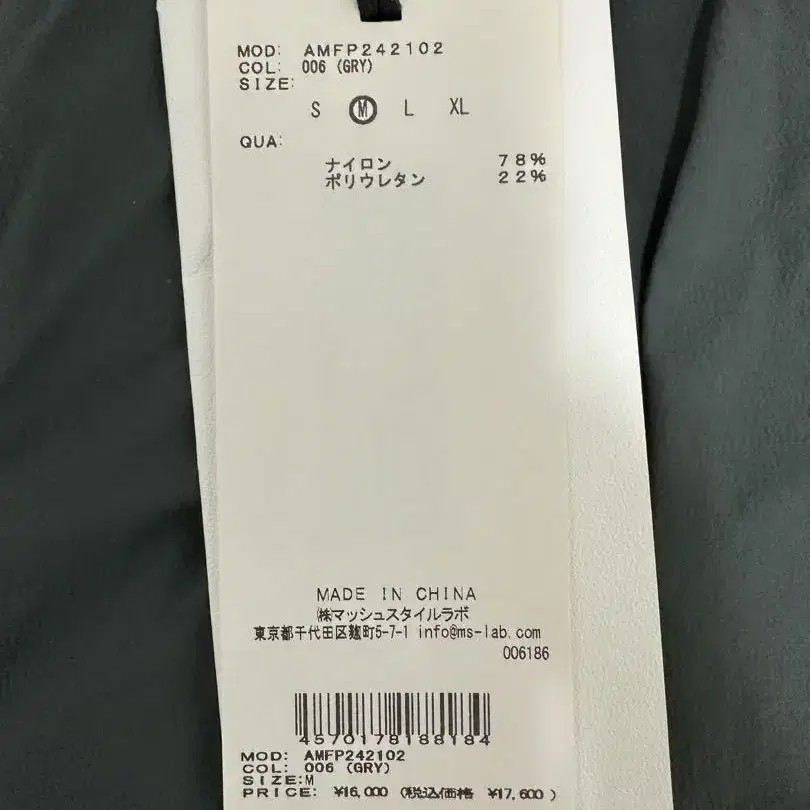 MOD: AMFP242102
COL: 006 (GRY)
SIZE:
S M L XL
QUA:
ナイロン 78%
ポリウレタン 22%
MADE IN CHINA
㈱マッシュスタイルラボ
東京都千代田区麹町5-7-1 info@ms-lab.com
006186
4570178188184
MOD: AMFP242102
COL: 006 (GRY)
SIZE:M
PRICE: ¥16,000 (税込価格 ¥17,600)